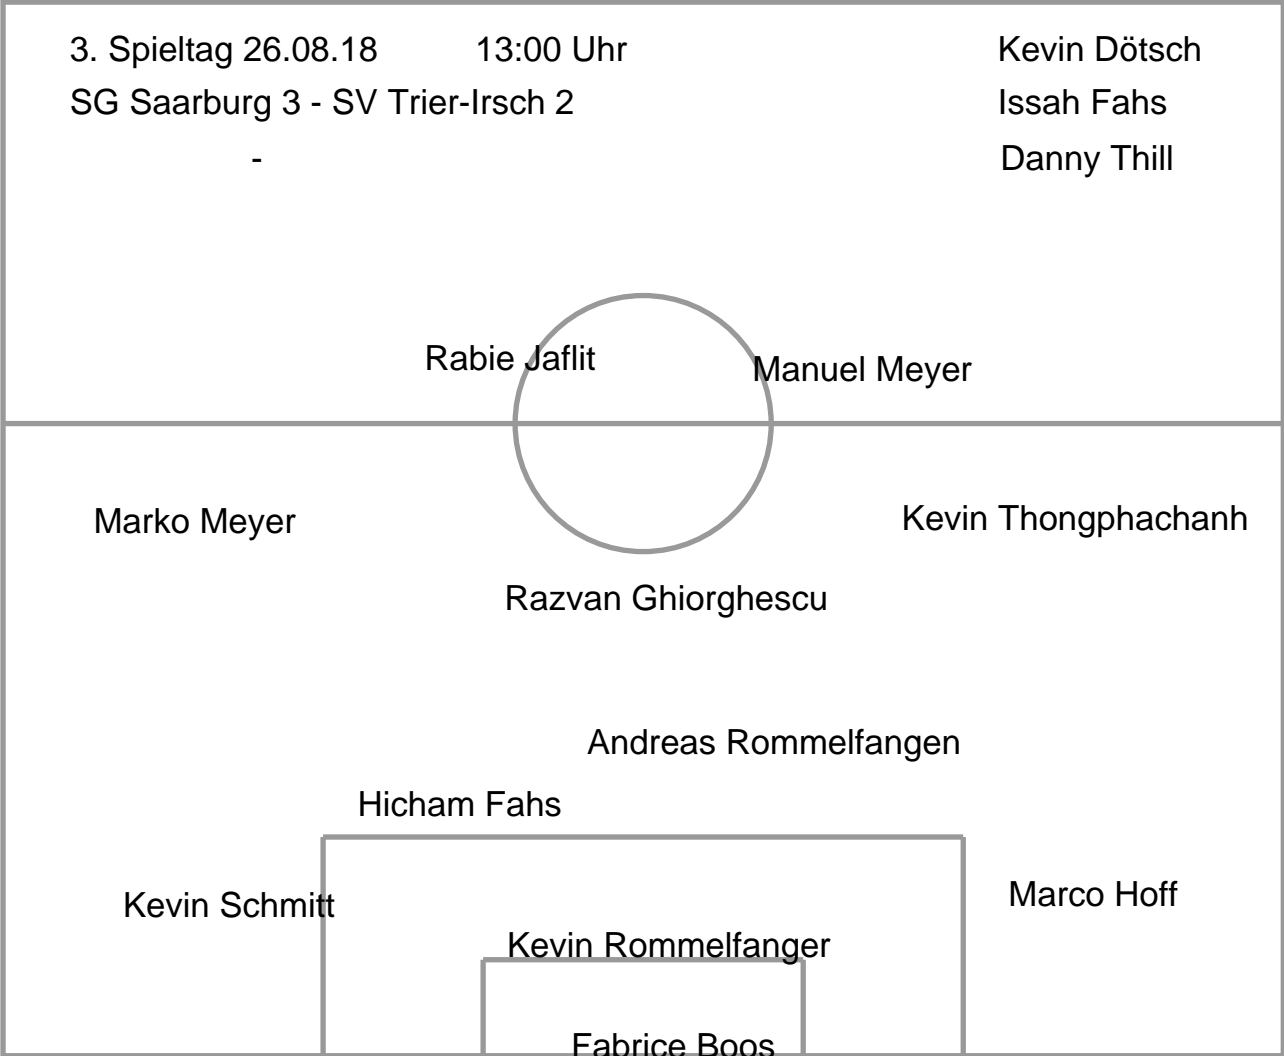 3. Spieltag 26.08.18 13:00 Uhr Kevin Dötsch
SG Saarburg 3 - SV Trier-Irsch 2 Issah Fahs
- Danny Thill
Rabie Jaflit Manuel Meyer
Marko Meyer Kevin Thongphachanh
Razvan Ghiorghescu
Andreas Rommelfangen
Hicham Fahs
Kevin Schmitt Marco Hoff
Kevin Rommelfanger
Fabrice Boos